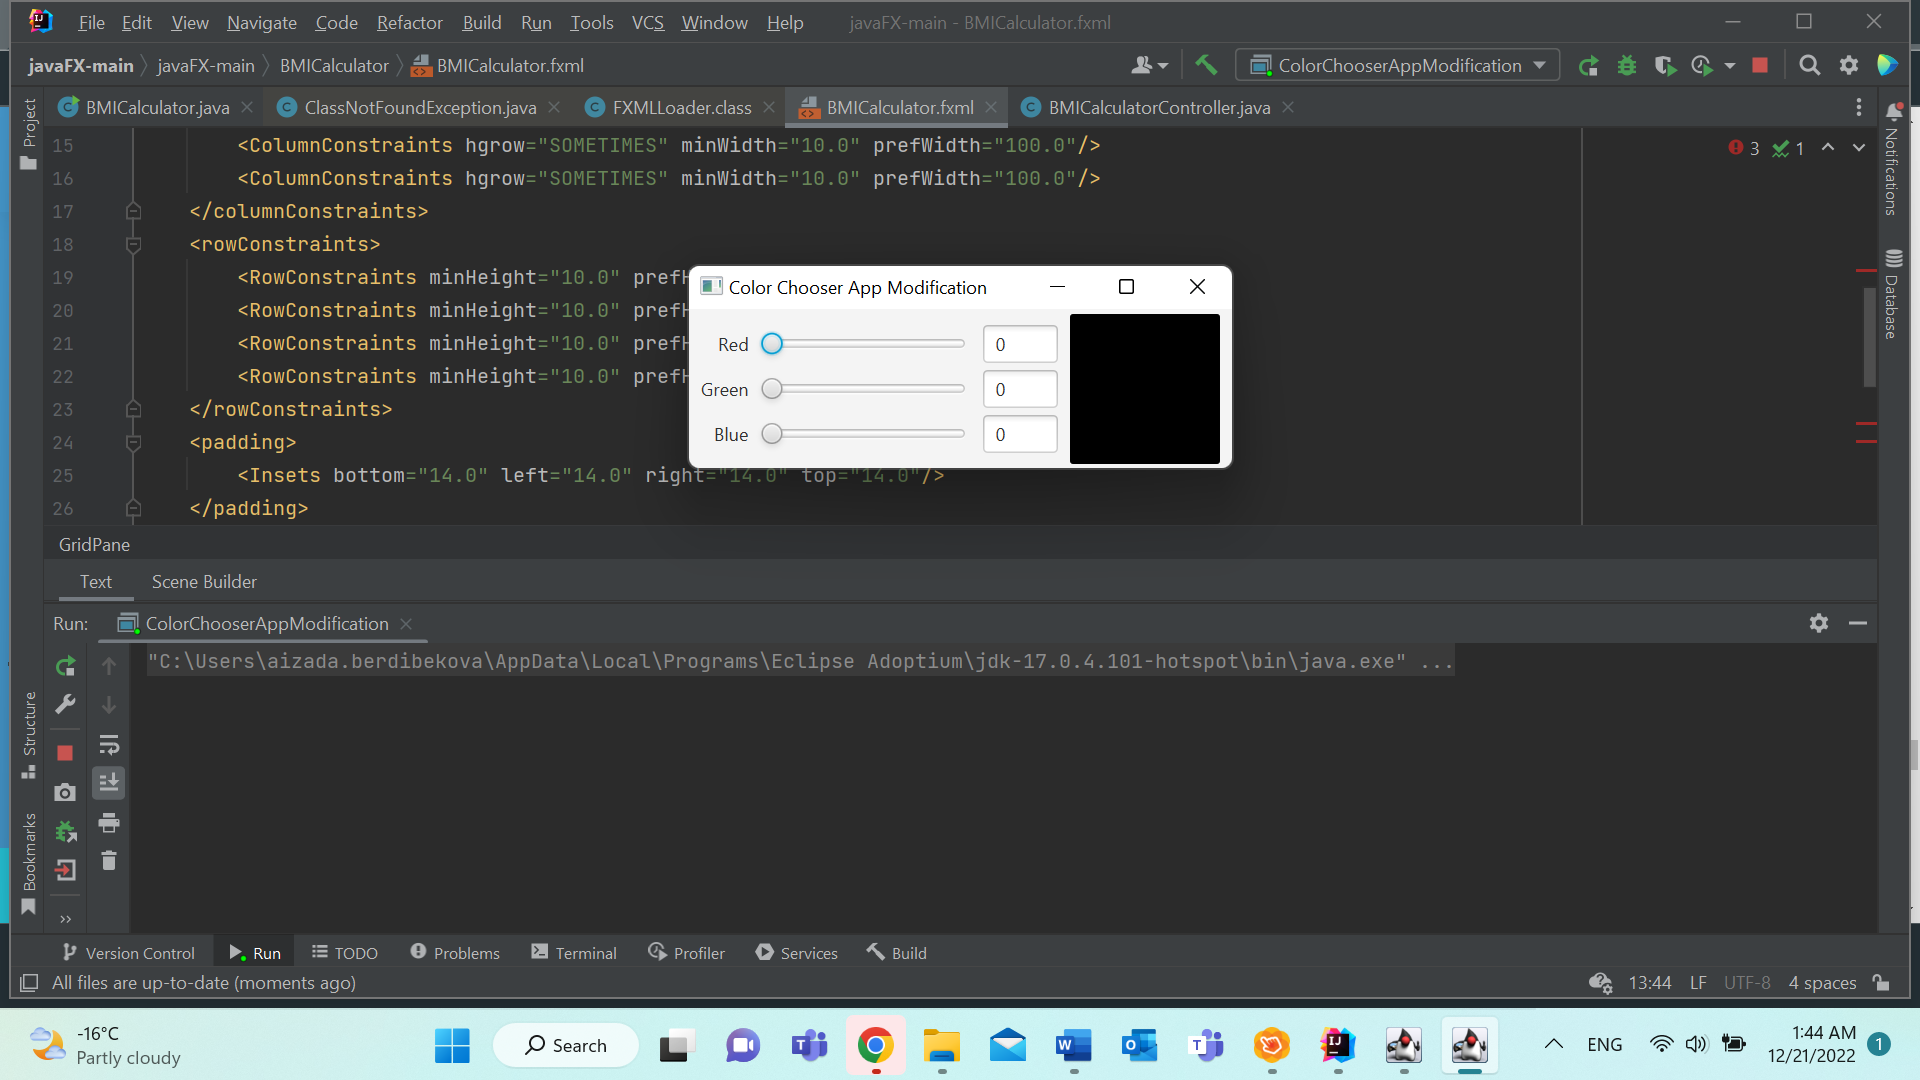 File Edit View Navigate Code Refactor Build Run Tools VCS Window Help javaFX-main - BMICalculator.fxml
javaFX-main javaFX-main BMICalculator BMICalculator.fxml ColorChooserAppModification
BMICalculator.java ClassNotFoundException.java FXMLLoader.class BMICalculator.fxml BMICalculatorController.java
Project
Structure
Bookmarks
Notifications
Database
15 <ColumnConstraints hgrow="SOMETIMES" minWidth="10.0" prefWidth="100.0"/>
3 1
16 <ColumnConstraints hgrow="SOMETIMES" minWidth="10.0" prefWidth="100.0"/>
17 </columnConstraints>
18 <rowConstraints>
19 <RowConstraints minHeight="10.0" pref
20 <RowConstraints minHeight="10.0" pref
21 <RowConstraints minHeight="10.0" pref
22 <RowConstraints minHeight="10.0" pref
23 </rowConstraints>
24 <padding>
25 <Insets bottom="14.0" left="14.0" right="14.0" top="14.0"/>
26 </padding>
Color Chooser App Modification
Red 0
Green 0
Blue 0
GridPane
Text Scene Builder
Run: ColorChooserAppModification
"C:\Users\aizada.berdibekova\AppData\Local\Programs\Eclipse Adoptium\jdk-17.0.4.101-hotspot\bin\java.exe" ...
Version Control Run TODO Problems Terminal Profiler Services Build
All files are up-to-date (moments ago) 13:44 LF UTF-8 4 spaces
-16°C
Partly cloudy
Search
ENG
1:44 AM
12/21/2022
1